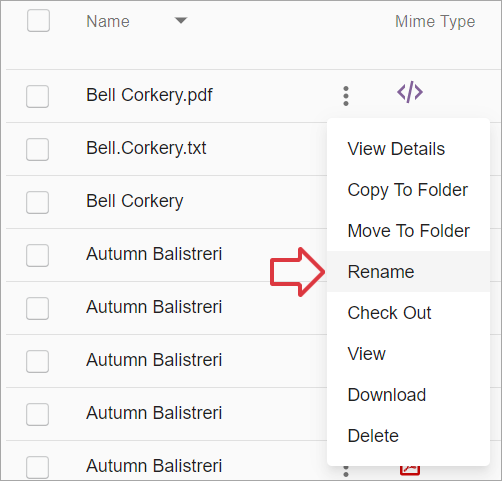 Name Mime Type
Bell Corkery.pdf
Bell.Corkery.txt
Bell Corkery
Autumn Balistreri
Autumn Balistreri
Autumn Balistreri
Autumn Balistreri
Autumn Balistreri
View Details
Copy To Folder
Move To Folder
Rename
Check Out
View
Download
Delete